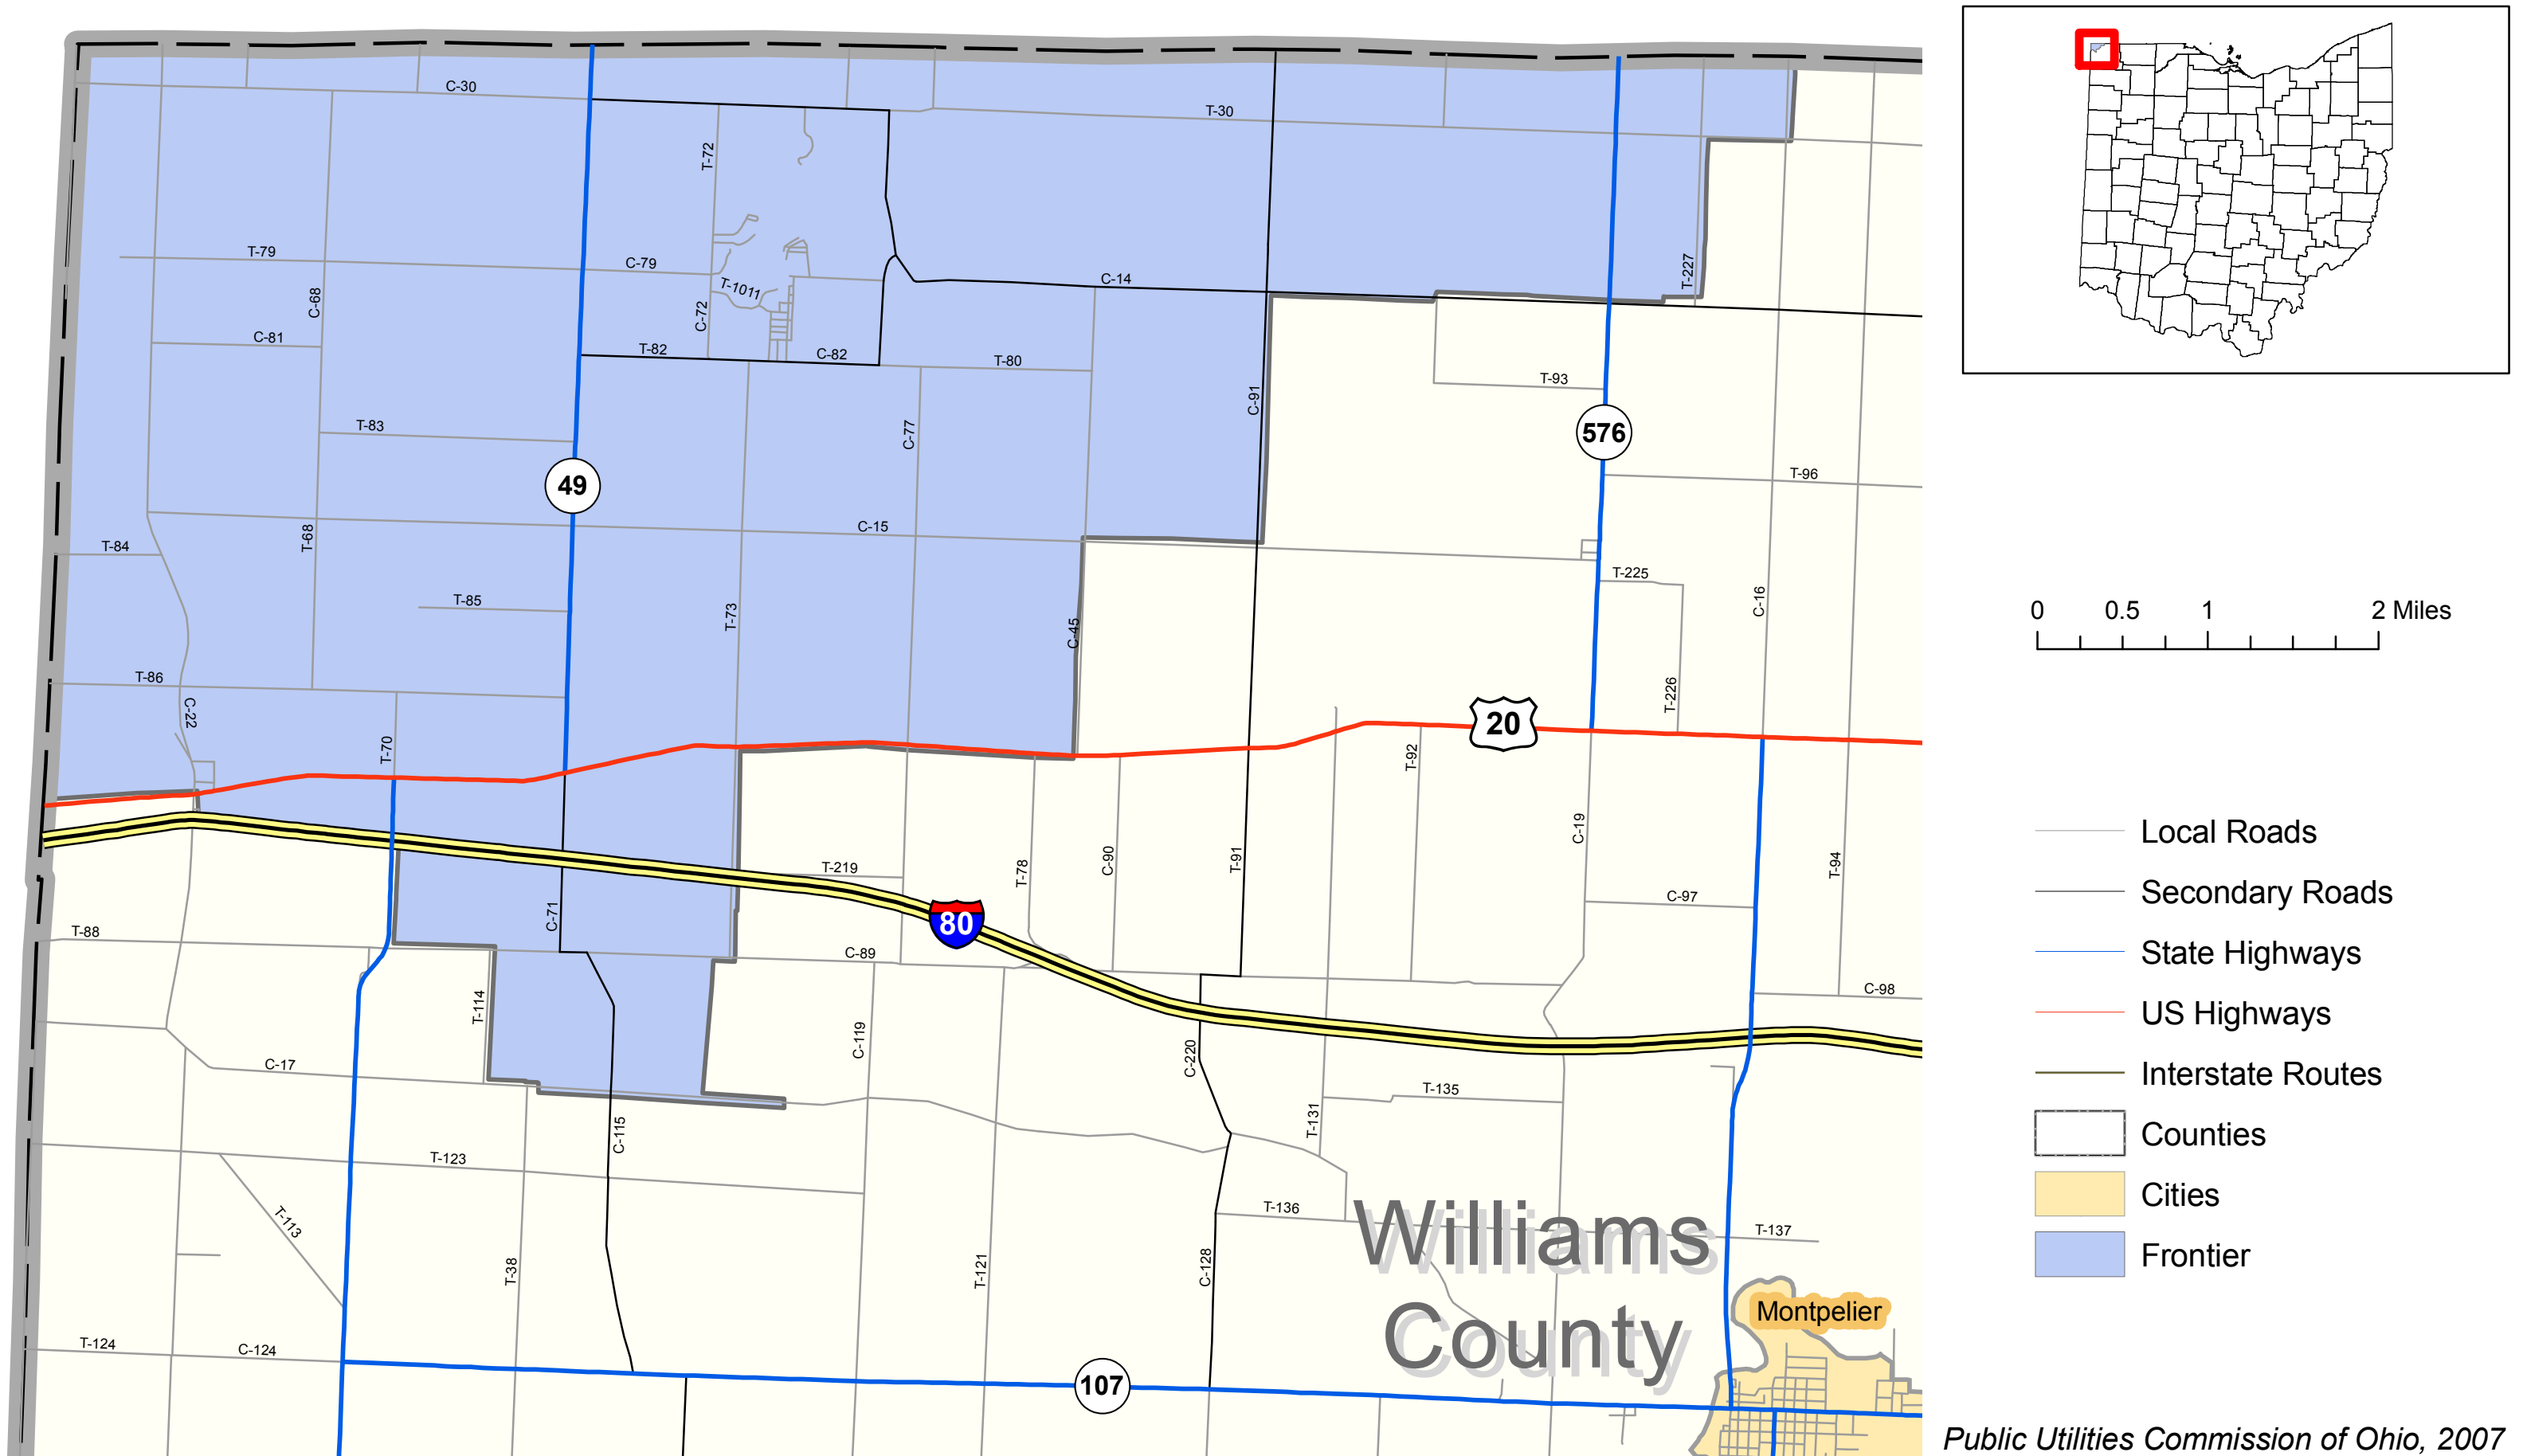 C-30
T-30
T-72
T-79
C-79
T-1011
C-14
T-227
C-68
C-72
C-81
T-82
C-82
T-80
T-93
C-91
T-83
C-77
576
49
T-96
C-15
T-68
T-84
T-225
T-85
T-73
C-45
C-16
T-86
C-22
T-226
T-70
20
T-92
T-219
T-78
C-90
T-91
C-19
T-94
C-97
C-71
80
T-88
C-89
C-98
T-114
C-119
C-220
C-17
T-135
T-131
C-115
T-123
T-113
T-136
T-137
Williams
County
T-38
T-121
C-128
Montpelier
T-124
C-124
107
0 0.5 1 2 Miles
Local Roads
Secondary Roads
State Highways
US Highways
Interstate Routes
Counties
Cities
Frontier
Public Utilities Commission of Ohio, 2007